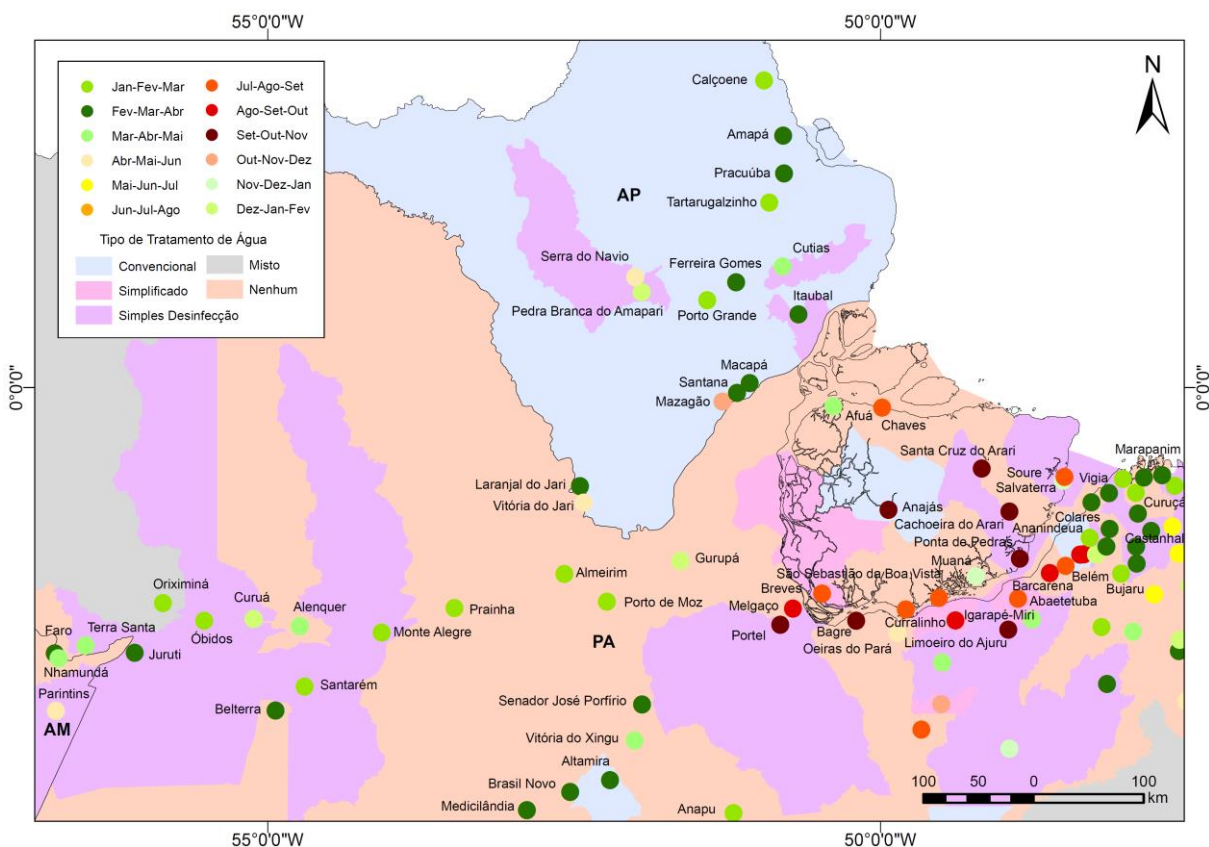 55°0'0"W
50°0'0"W
Jan-Fev-Mar
Jul-Ago-Set
Fev-Mar-Abr
Ago-Set-Out
Mar-Abr-Mai
Set-Out-Nov
Abr-Mai-Jun
Out-Nov-Dez
Mai-Jun-Jul
Nov-Dez-Jan
Jun-Jul-Ago
Dez-Jan-Fev
Tipo de Tratamento de Água
Convencional
Misto
Simplificado
Nenhum
Simples Desinfecção
N
Calçoene
Amapá
Pracuúba
AP
Tartarugalzinho
Cutias
Serra do Navio
Ferreira Gomes
Itaubal
Pedra Branca do Amapari
Porto Grande
Macapá
0°0'0"
Santana
0°0'0"
Mazagão
Afuá
Chaves
Santa Cruz do Arari
Marapanim
Soure
Vigia
Laranjal do Jari
Salvaterra
Vitória do Jari
Anajás
Curuçá
Cachoeira do Arari
Colares
Ananindeua
Ponta de Pedras
Castanhal
Gurupá
Muaná
Almeirim
São Sebastião da Boa Vista
Belém
Oriximiná
Breves
Barcarena
Bujaru
Curuá
Porto de Moz
Melgaço
Abaetetuba
Alenquer
Prainha
Igarapé-Miri
Faro
Terra Santa
Óbidos
Monte Alegre
Portel
Bagre
Curralinho
PA
Limoeiro do Ajuru
Juruti
Oeiras do Pará
Nhamundá
Santarém
Parintins
Senador José Porfírio
Belterra
AM
Vitória do Xingu
Altamira
Brasil Novo
Medicilândia
Anapu
100
50
0
100
km
55°0'0"W
50°0'0"W